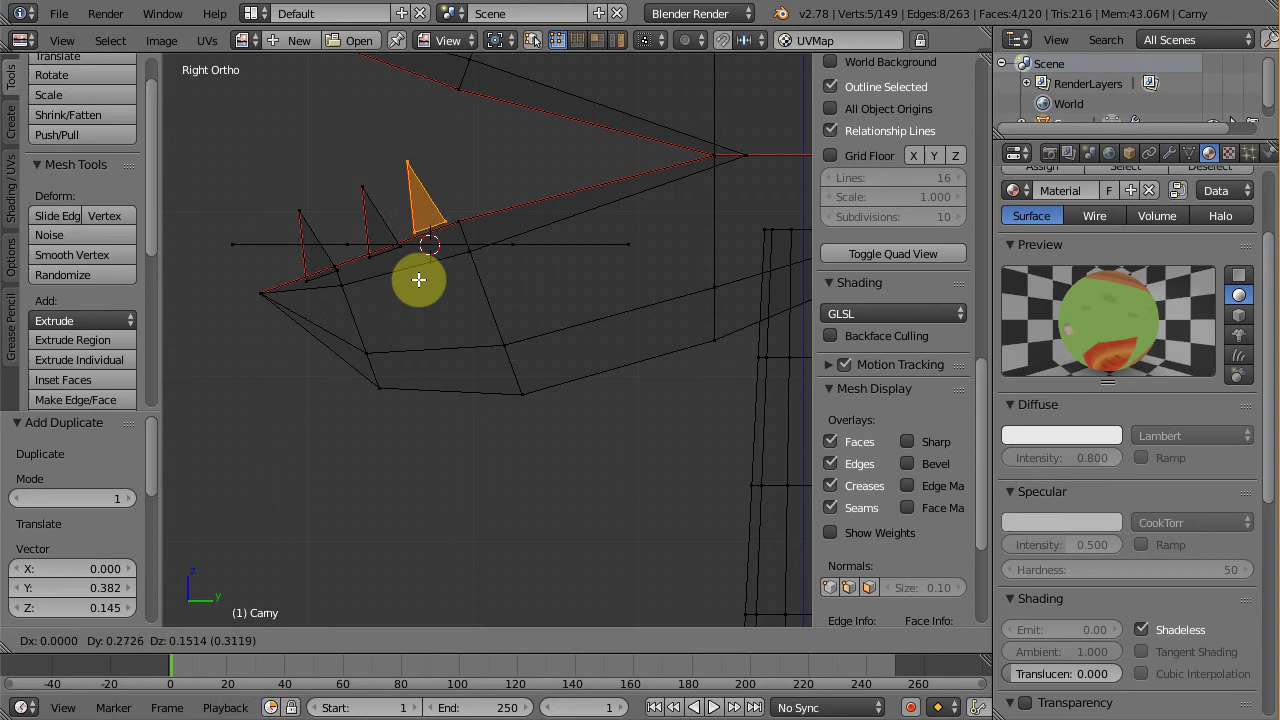 File Render Window Help Default Scene Blender Render v2.78 | Verts:5/149 | Edges:8/263 | Faces:4/120 | Tris:216 | Mem:43.06M | Carny
View Select Image UVs New Open View UVMap View Search All Scenes
Right Ortho
Tools
Create
Shading / UVs
Options
Grease Pencil
Translate
Rotate
Scale
Shrink/Fatten
Push/Pull
Mesh Tools
Deform:
Slide Edg Vertex
Noise
Smooth Vertex
Randomize
Add:
Extrude
Extrude Region
Extrude Individual
Inset Faces
Make Edge/Face
Add Duplicate
Duplicate
Mode
1
Translate
Vector
X: 0.000
Y: 0.382
Z: 0.145
z
y
(1) Carny
World Background
Outline Selected
All Object Origins
Relationship Lines
Grid Floor X Y Z
Lines: 16
Scale: 1.000
Subdivisions: 10
Toggle Quad View
Shading
GLSL
Backface Culling
Motion Tracking
Mesh Display
Overlays:
Faces Sharp
Edges Bevel
Creases Edge Ma
Seams Face Ma
Show Weights
Normals:
Size: 0.10
Edge Info: Face Info:
Scene
RenderLayers
World
Assign Select Deselect
Material F Data
Surface Wire Volume Halo
Preview
Diffuse
Lambert
Intensity: 0.800 Ramp
Specular
CookTorr
Intensity: 0.500 Ramp
Hardness: 50
Shading
Emit: 0.00 Shadeless
Ambient: 1.000 Tangent Shading
Translucen: 0.000 Cubic Interpolation
Transparency
Dx: 0.0000 Dy: 0.2726 Dz: 0.1514 (0.3119)
-40 -20 0 20 40 60 80 100 120 140 160 180 200 220 240 260
View Marker Frame Playback Start: 1 End: 250 1 No Sync